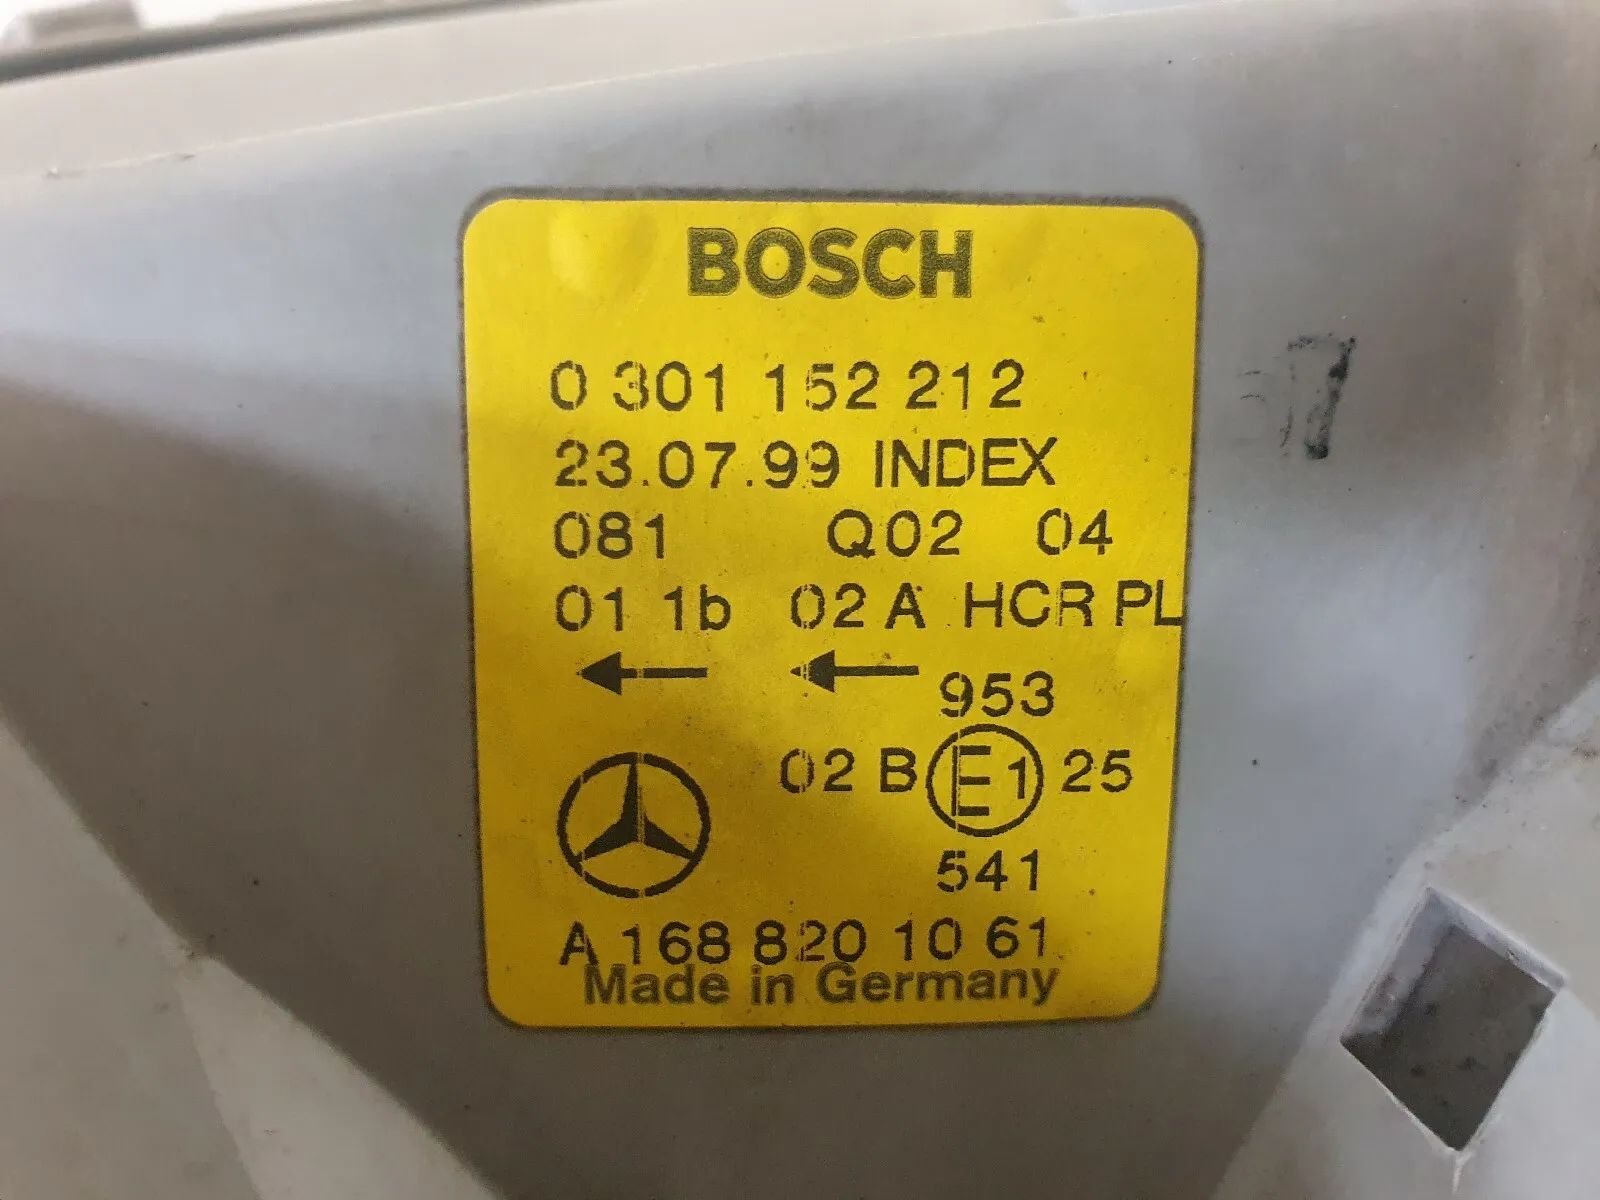 BOSCH
0 301 152 212
23.07.99 INDEX
081 Q02 04
01 1b 02 A HCR PL
953
02 B E1 25
541
A 168 820 10 61
Made in Germany